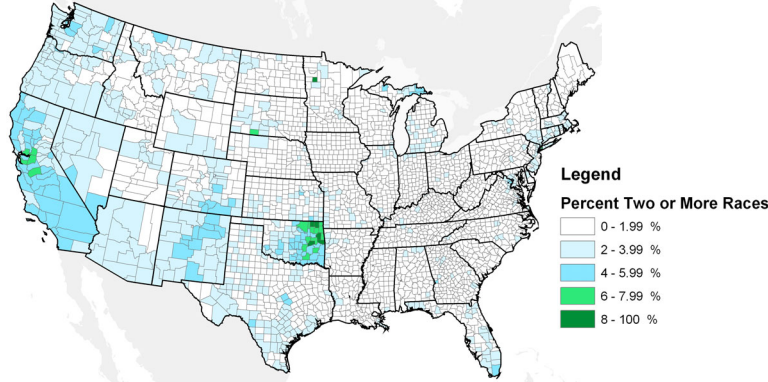 Legend
Percent Two or More Races
0 - 1.99 %
2 - 3.99 %
4 - 5.99 %
6 - 7.99 %
8 - 100 %